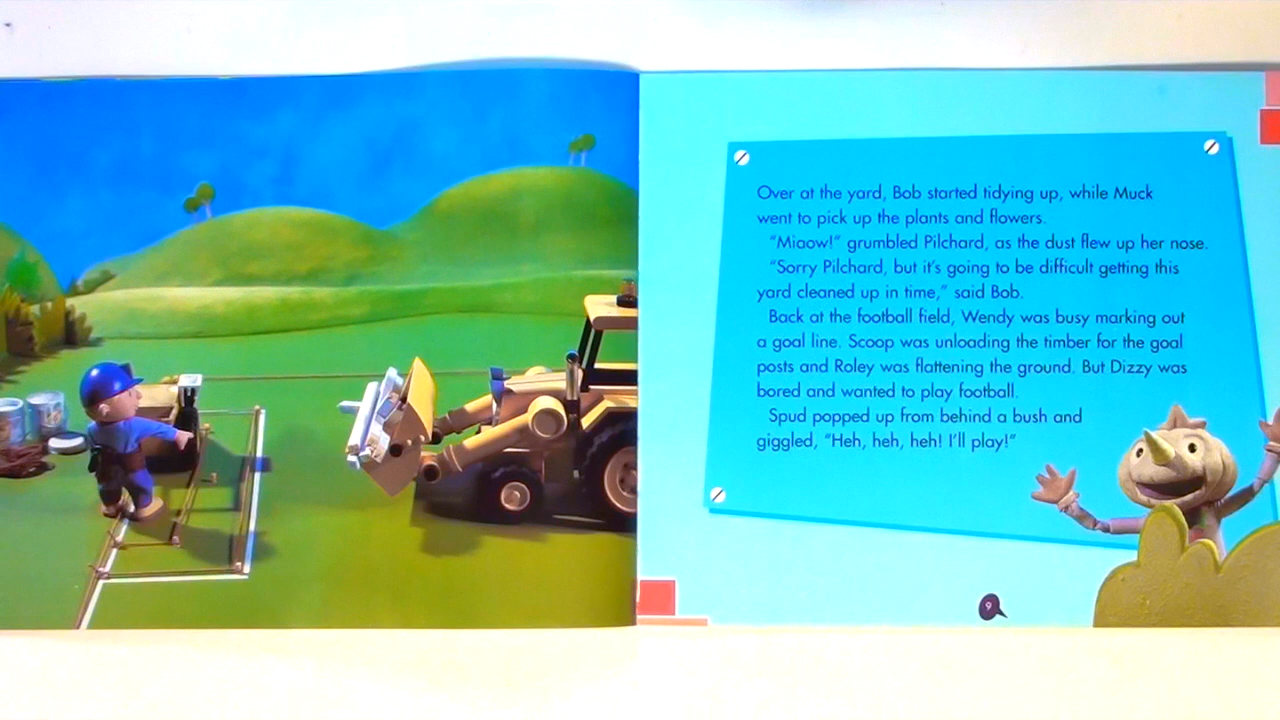 Over at the yard, Bob started tidying up, while Muck
went to pick up the plants and flowers.
"Miaow!" grumbled Pilchard, as the dust flew up her nose.
"Sorry Pilchard, but it's going to be difficult getting this
yard cleaned up in time," said Bob.
Back at the football field, Wendy was busy marking out
a goal line. Scoop was unloading the timber for the goal
posts and Roley was flattening the ground. But Dizzy was
bored and wanted to play football.
Spud popped up from behind a bush and
giggled, "Heh, heh, heh! I'll play!"
9